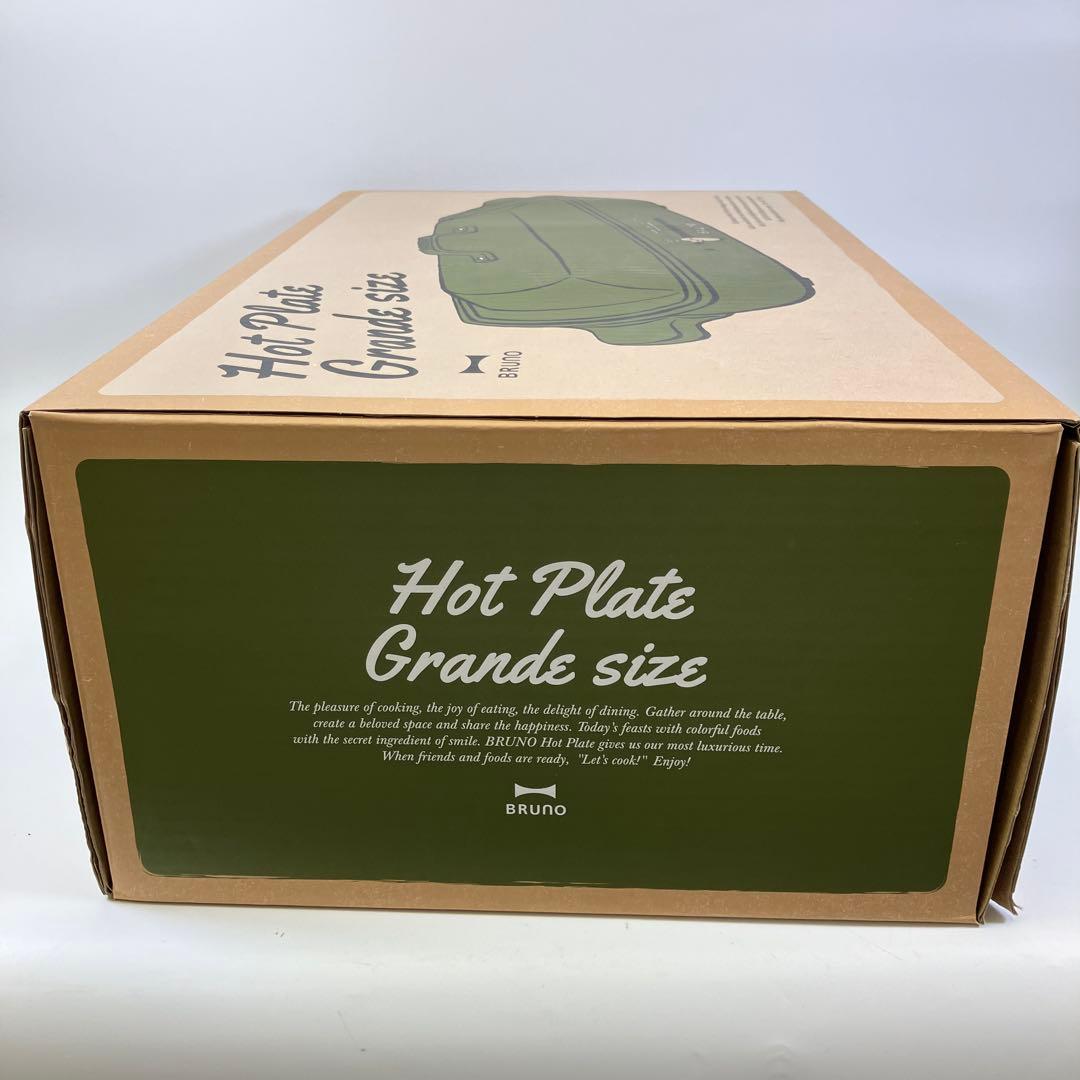 Hot Plate
Grande size
BRUNO
Hot Plate
Grande size
The pleasure of cooking, the joy of eating, the delight of dining. Gather around the table,
create a beloved space and share the happiness. Today's feasts with colorful foods
with the secret ingredient of smile. BRUNO Hot Plate gives us our most luxurious time.
When friends and foods are ready, "Let's cook!" Enjoy!
BRUNO